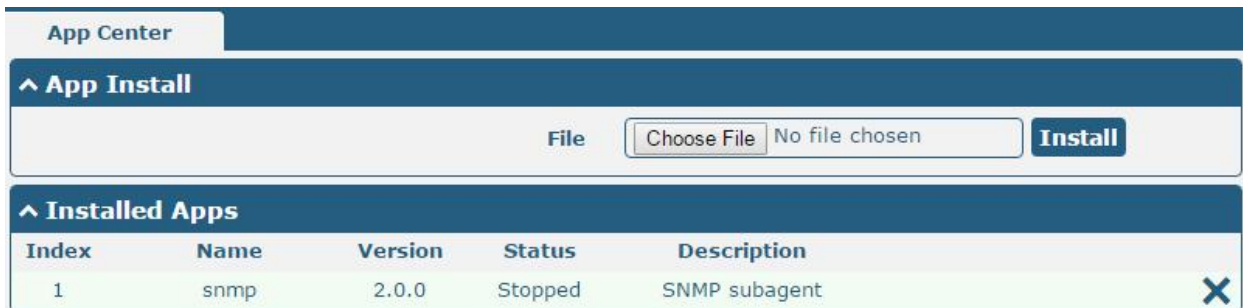 App Center
App Install
File Choose File No file chosen Install
Installed Apps
Index Name Version Status Description
1 snmp 2.0.0 Stopped SNMP subagent